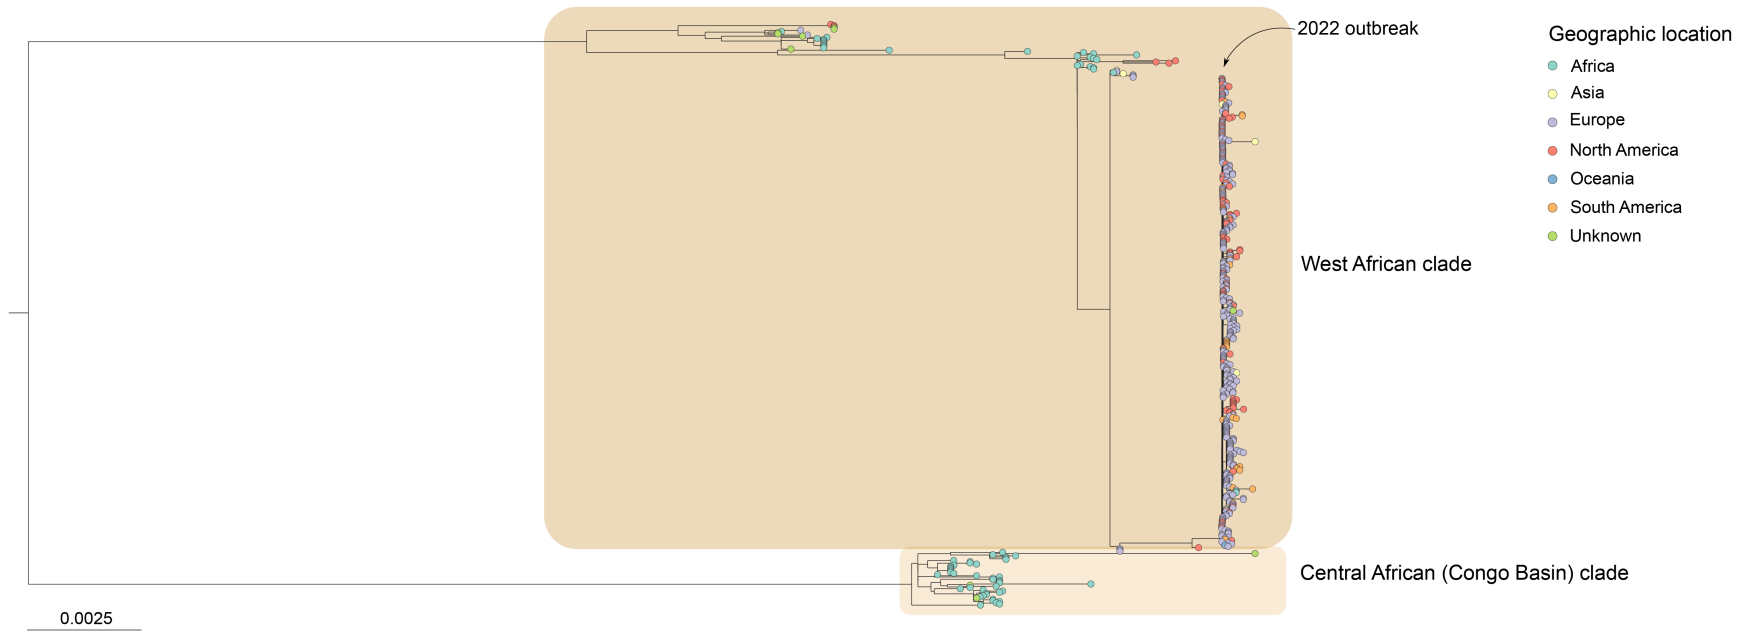 2022 outbreak
Geographic location
Africa
Asia
Europe
North America
Oceania
South America
Unknown
West African clade
Central African (Congo Basin) clade
0.0025